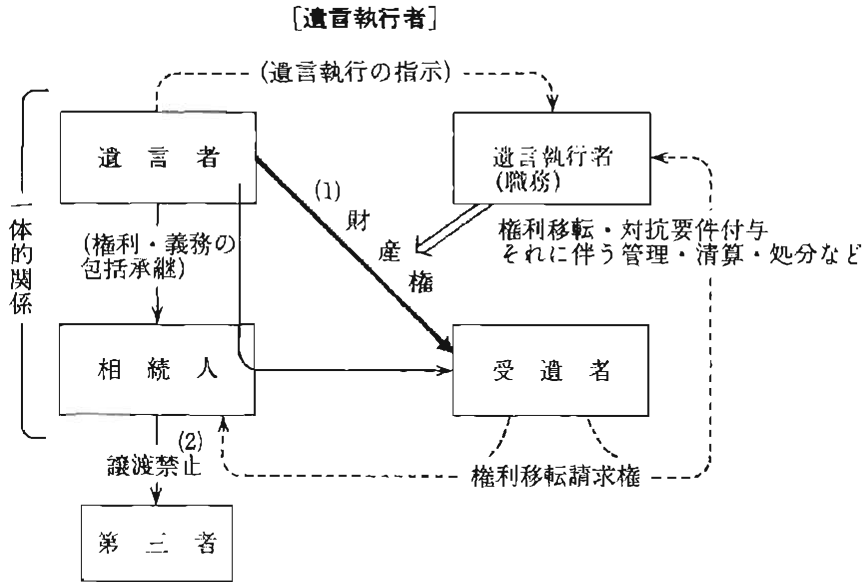 [遺言執行者]
(遺言執行の指示)
遺言者
遺言執行者
(職務)
(1)
財産権
権利移転・対抗要件付与
それに伴う管理・清算・処分など
一体的関係
(権利・義務の
包括承継)
相続人
受遺者
(2)
譲渡禁止
権利移転請求権
第三者